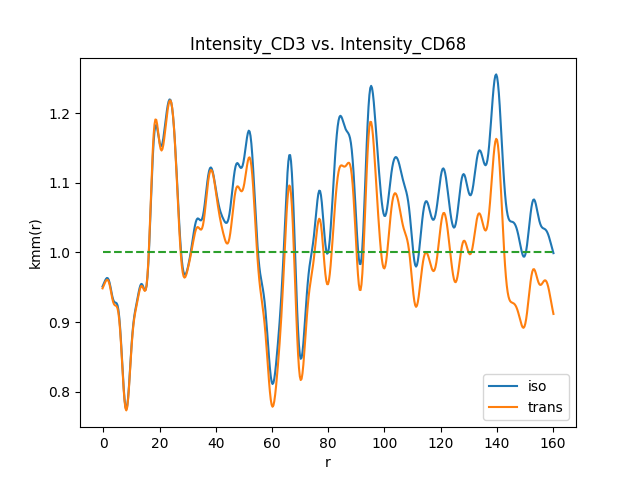 Intensity_CD3 vs. Intensity_CD68
kmm(r)
1.2
1.1
1.0
0.9
0.8
0 20 40 60 80 100 120 140 160
r
iso
trans